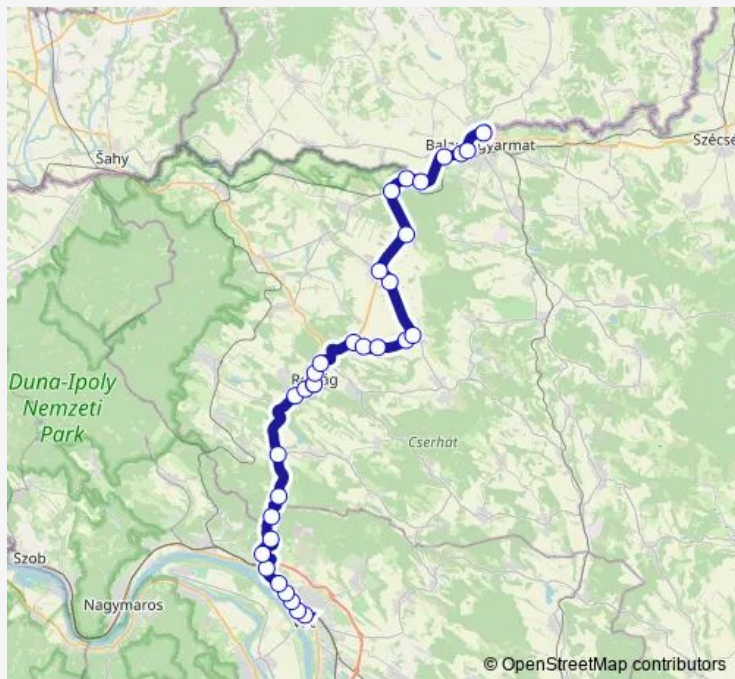 Šahy
Szécsé
Duna-Ipoly
Nemzeti
Park
Cserhát
Szob
Nagymaros
© OpenStreetMap contributors